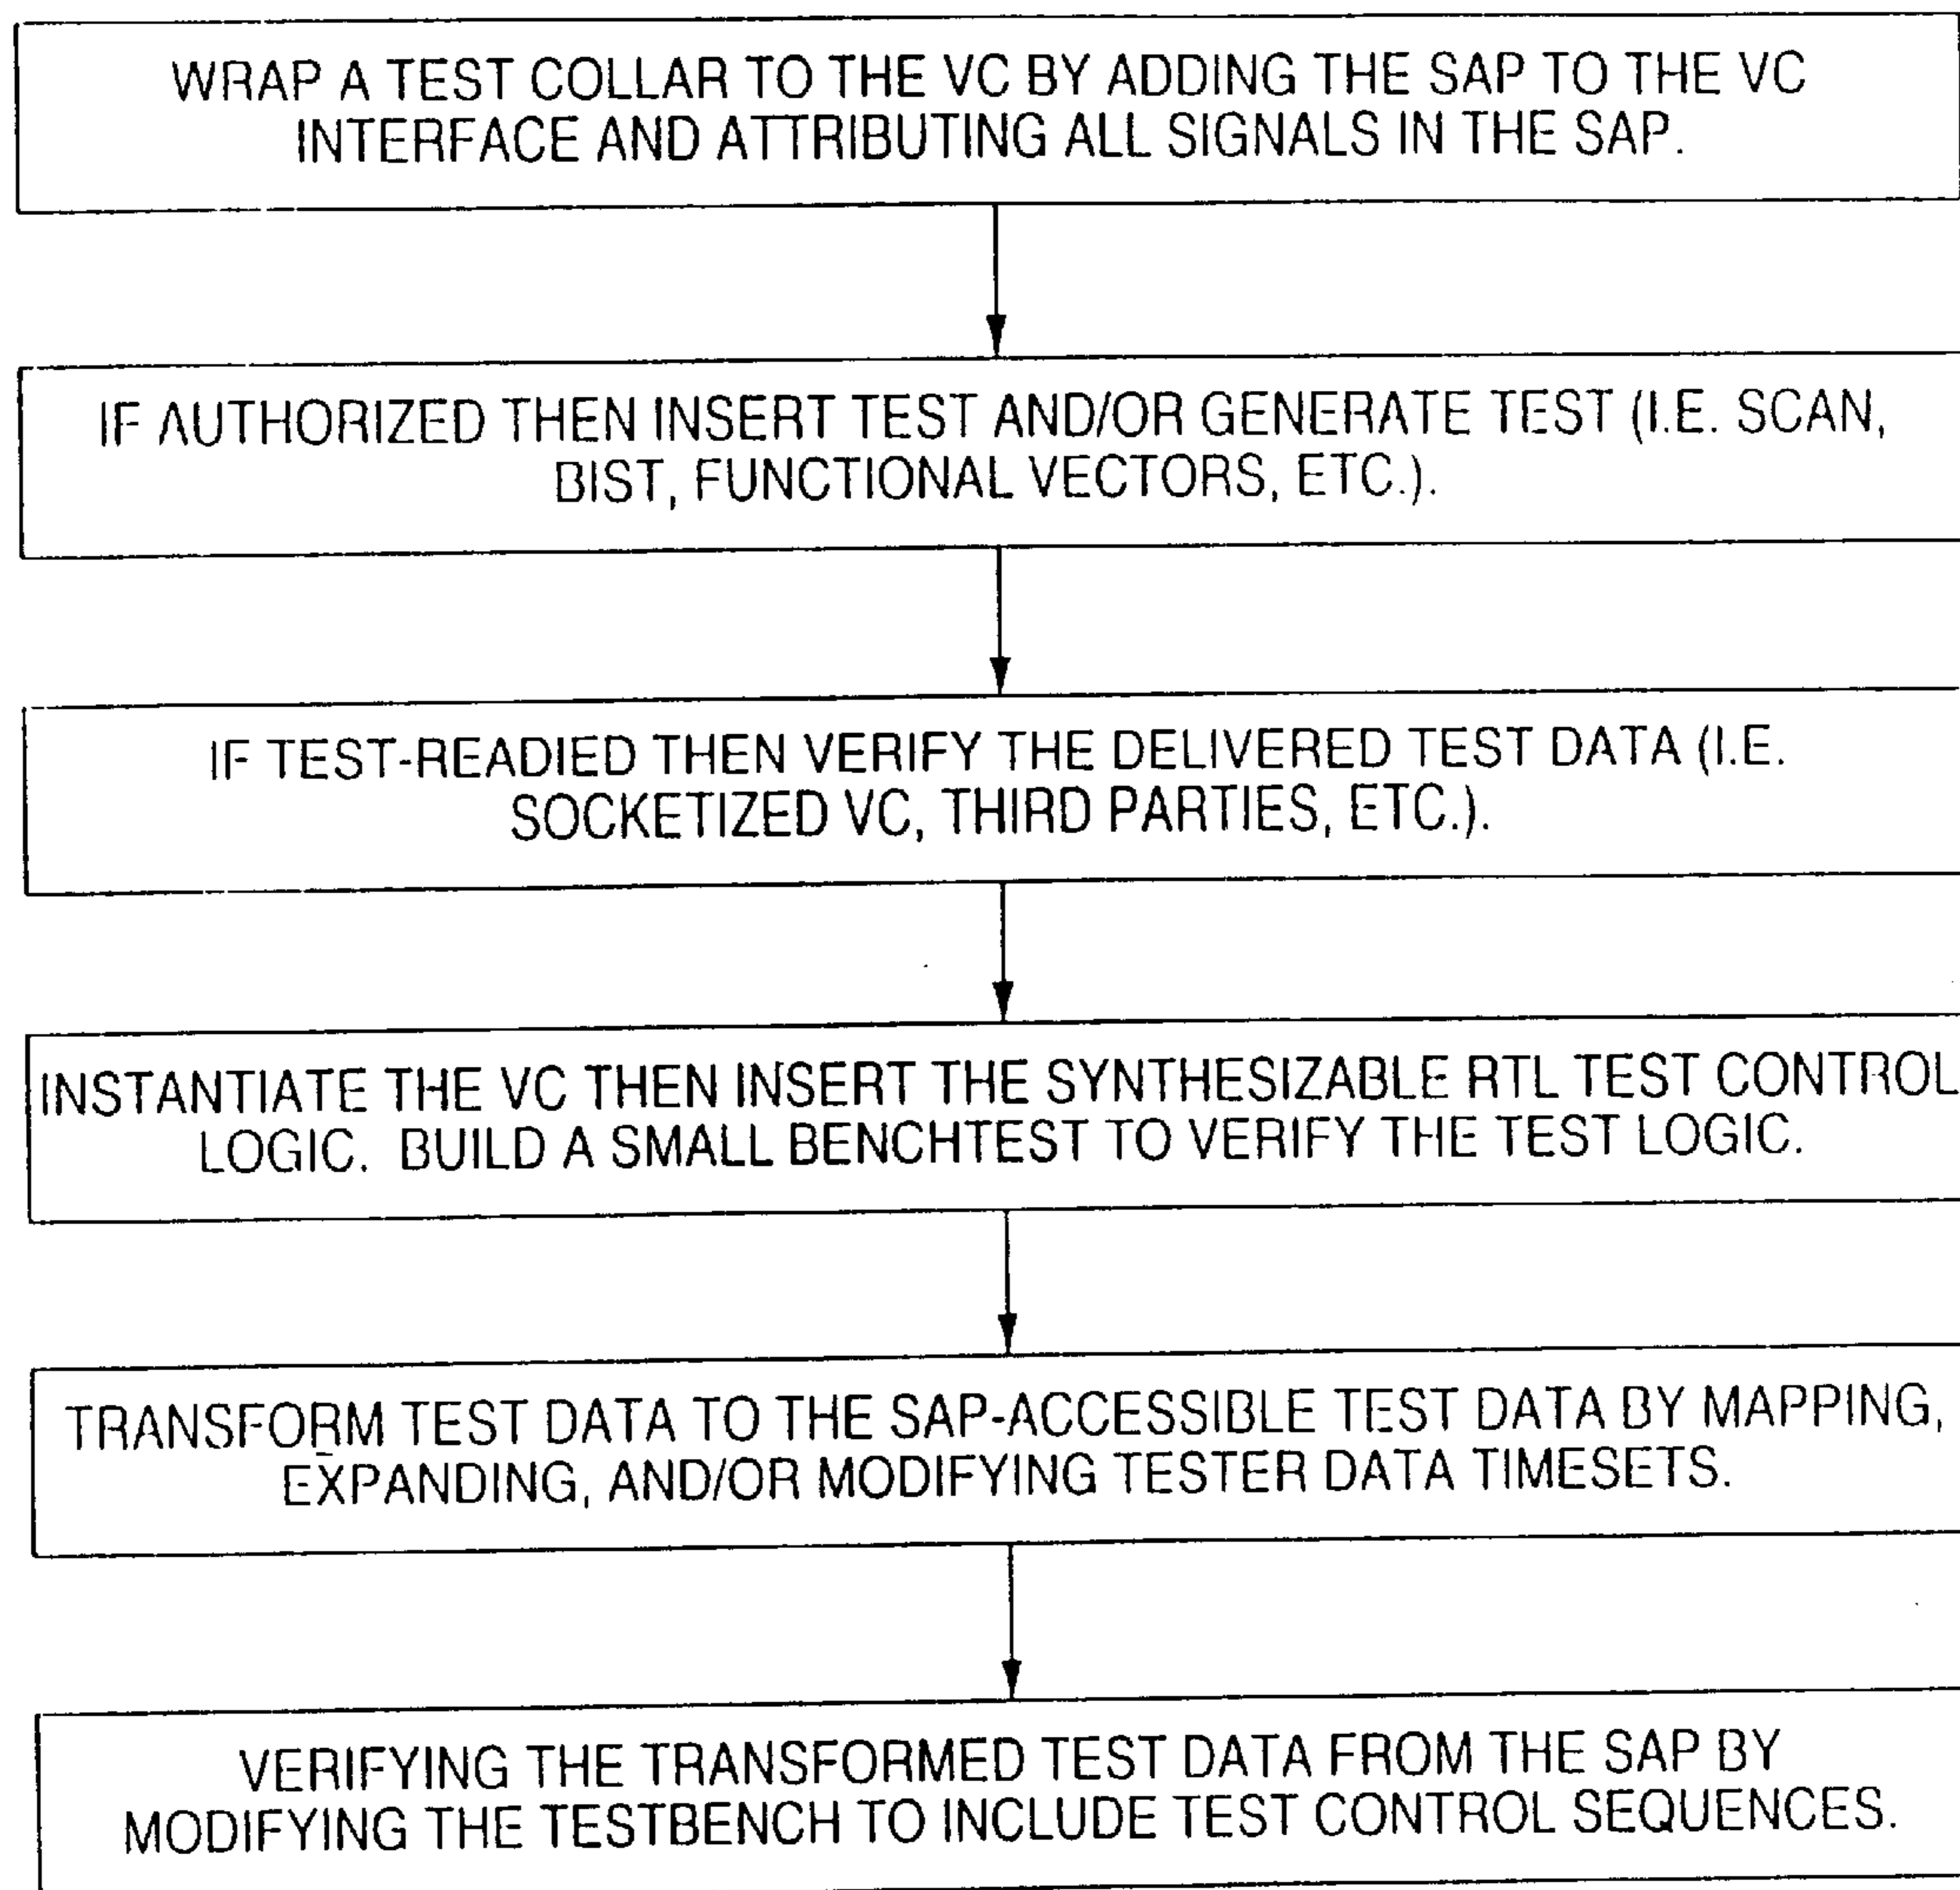 WRAP A TEST COLLAR TO THE VC BY ADDING THE SAP TO THE VC
INTERFACE AND ATTRIBUTING ALL SIGNALS IN THE SAP.
IF AUTHORIZED THEN INSERT TEST AND/OR GENERATE TEST (I.E. SCAN,
BIST, FUNCTIONAL VECTORS, ETC.).
IF TEST-READIED THEN VERIFY THE DELIVERED TEST DATA (I.E.
SOCKETIZED VC, THIRD PARTIES, ETC.).
INSTANTIATE THE VC THEN INSERT THE SYNTHESIZABLE RTL TEST CONTROL
LOGIC. BUILD A SMALL BENCHTEST TO VERIFY THE TEST LOGIC.
TRANSFORM TEST DATA TO THE SAP-ACCESSIBLE TEST DATA BY MAPPING,
EXPANDING, AND/OR MODIFYING TESTER DATA TIMESETS.
VERIFYING THE TRANSFORMED TEST DATA FROM THE SAP BY
MODIFYING THE TESTBENCH TO INCLUDE TEST CONTROL SEQUENCES.